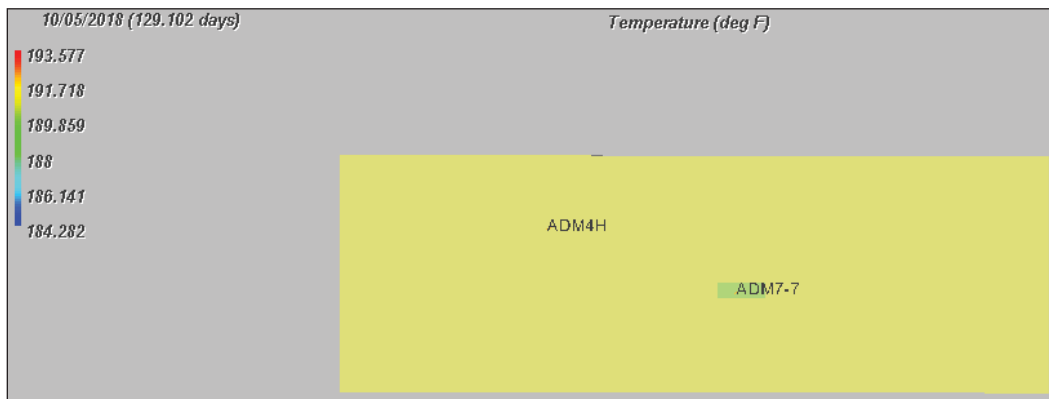 10/05/2018 (129.102 days)
Temperature (deg F)
193.577
191.718
189.859
188
186.141
184.282
ADM4H
ADM7-7